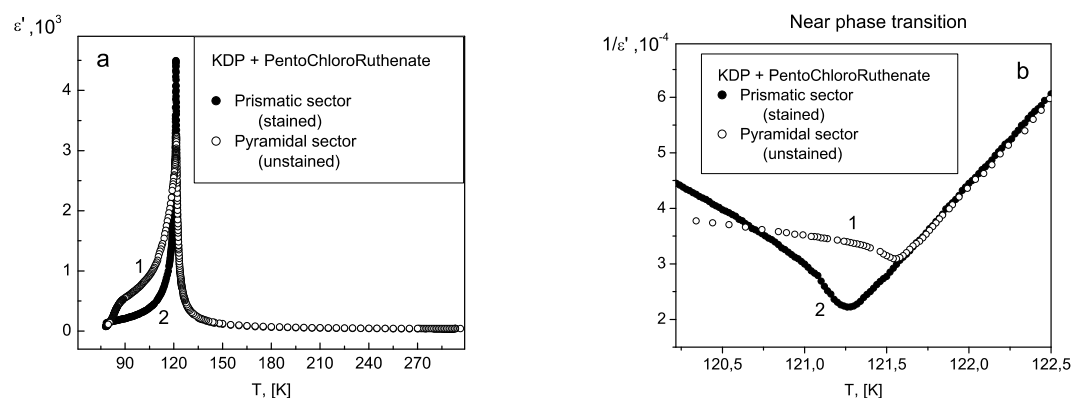 ε' ,10³
a
KDP + PentoChloroRuthenate
Prismatic sector
(stained)
Pyramidal sector
(unstained)
4
3
2
1
0
1
2
90 120 150 180 210 240 270
T, [K]
Near phase transition
1/ε' ,10⁻⁴
b
KDP + PentoChloroRuthenate
Prismatic sector
(stained)
Pyramidal sector
(unstained)
6
5
4
3
2
1
2
120,5 121,0 121,5 122,0 122,5
T, [K]